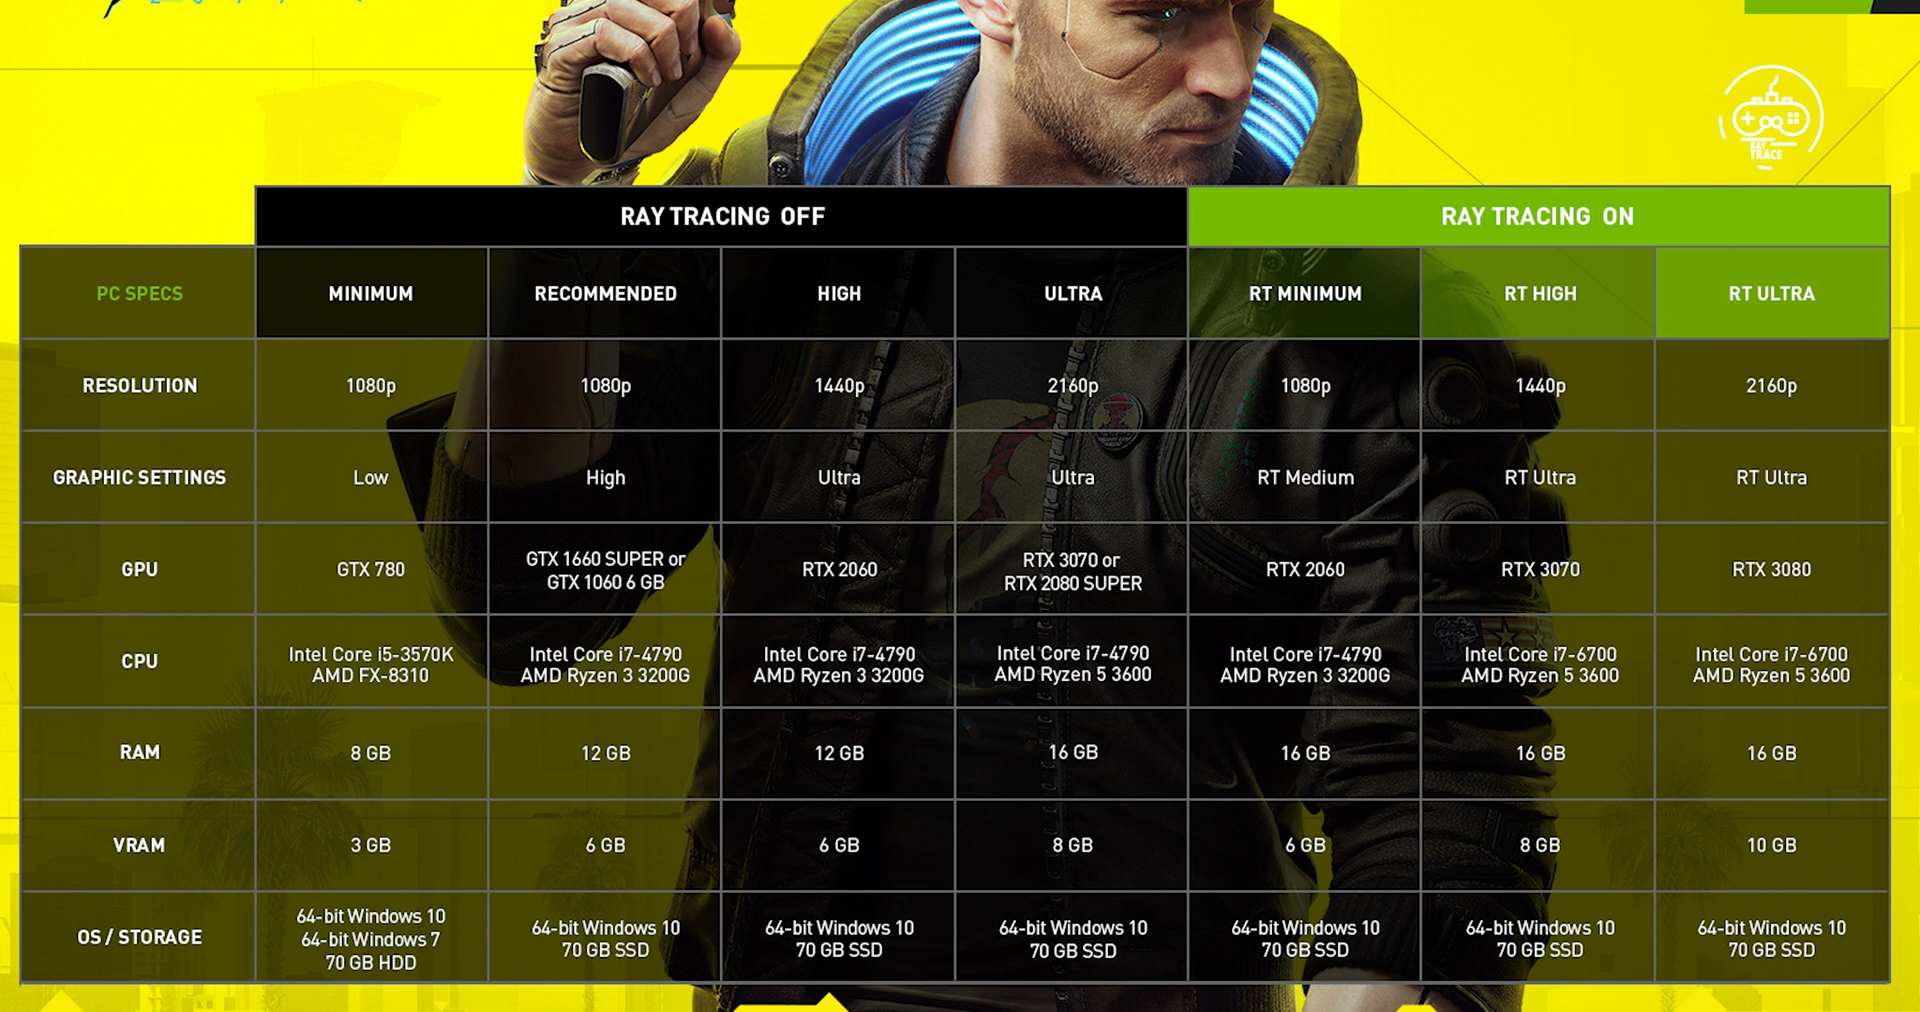 RAY TRACE
RAY TRACING OFF
RAY TRACING ON
PC SPECS
MINIMUM
RECOMMENDED
HIGH
ULTRA
RT MINIMUM
RT HIGH
RT ULTRA
RESOLUTION
1080p
1080p
1440p
2160p
1080p
1440p
2160p
GRAPHIC SETTINGS
Low
High
Ultra
Ultra
RT Medium
RT Ultra
RT Ultra
GPU
GTX 780
GTX 1660 SUPER or
GTX 1060 6 GB
RTX 2060
RTX 3070 or
RTX 2080 SUPER
RTX 2060
RTX 3070
RTX 3080
CPU
Intel Core i5-3570K
AMD FX-8310
Intel Core i7-4790
AMD Ryzen 3 3200G
Intel Core i7-4790
AMD Ryzen 3 3200G
Intel Core i7-4790
AMD Ryzen 5 3600
Intel Core i7-4790
AMD Ryzen 3 3200G
Intel Core i7-6700
AMD Ryzen 5 3600
Intel Core i7-6700
AMD Ryzen 5 3600
RAM
8 GB
12 GB
12 GB
16 GB
16 GB
16 GB
16 GB
VRAM
3 GB
6 GB
6 GB
8 GB
6 GB
8 GB
10 GB
OS / STORAGE
64-bit Windows 10
64-bit Windows 7
70 GB HDD
64-bit Windows 10
70 GB SSD
64-bit Windows 10
70 GB SSD
64-bit Windows 10
70 GB SSD
64-bit Windows 10
70 GB SSD
64-bit Windows 10
70 GB SSD
64-bit Windows 10
70 GB SSD